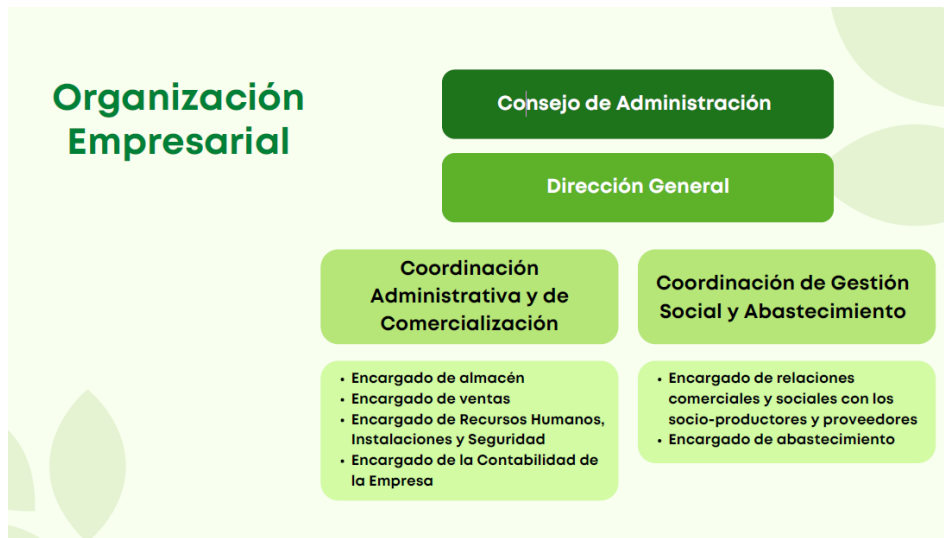 Organización
Empresarial
Consejo de Administración
Dirección General
Coordinación
Administrativa y de
Comercialización
• Encargado de almacén
• Encargado de ventas
• Encargado de Recursos Humanos,
Instalaciones y Seguridad
• Encargado de la Contabilidad de
la Empresa
Coordinación de Gestión
Social y Abastecimiento
• Encargado de relaciones
comerciales y sociales con los
socio-productores y proveedores
• Encargado de abastecimiento